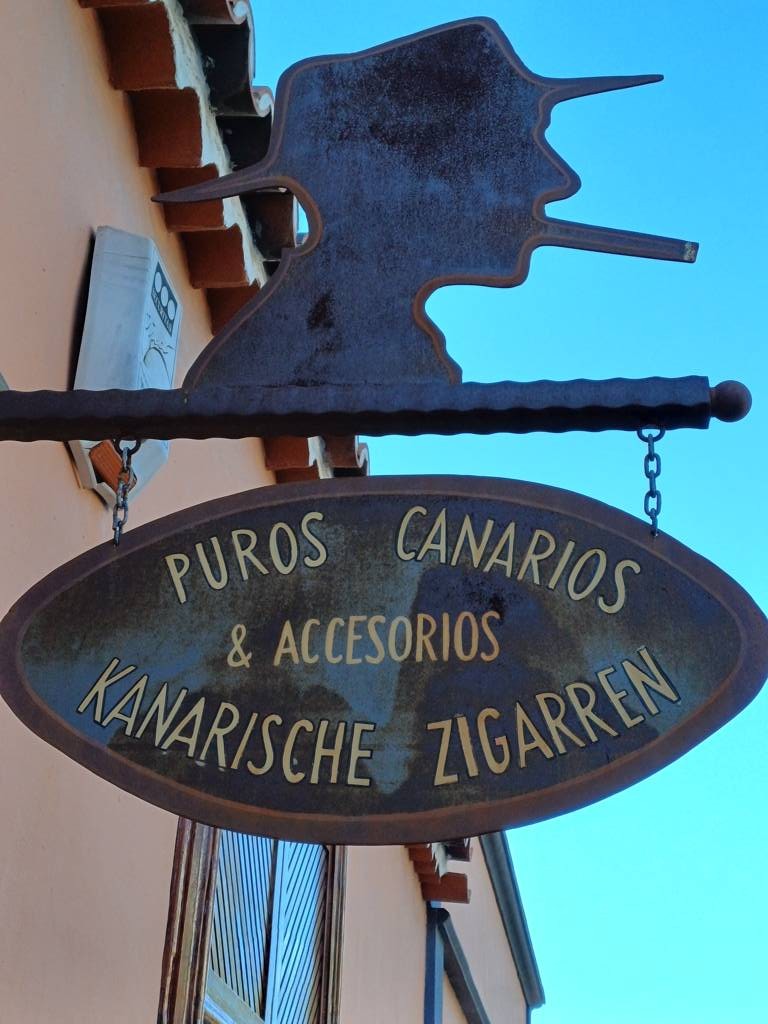 PUROS CANARIOS
& ACCESORIOS
KANARISCHE ZIGARREN